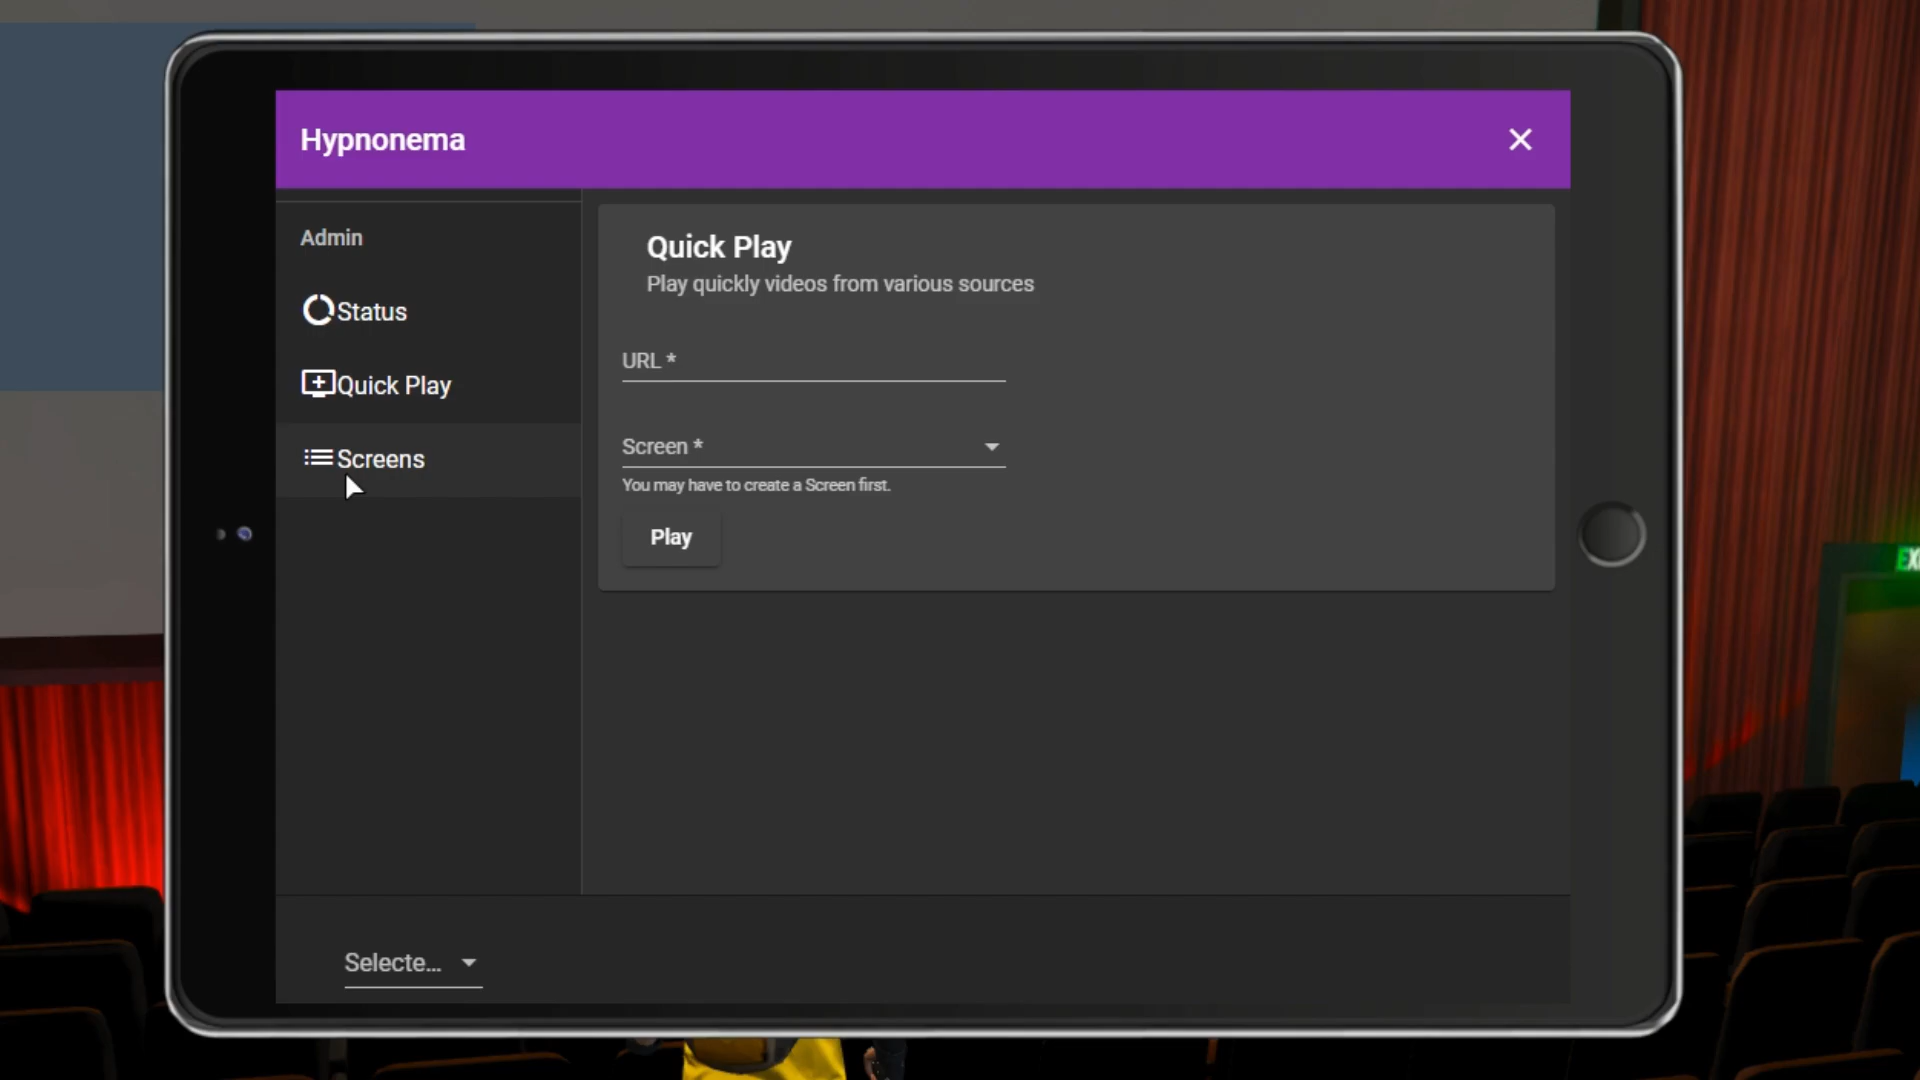 Hypnonema
Admin
Status
Quick Play
Screens
Quick Play
Play quickly videos from various sources
URL *
Screen *
You may have to create a Screen first.
Play
Selecte...